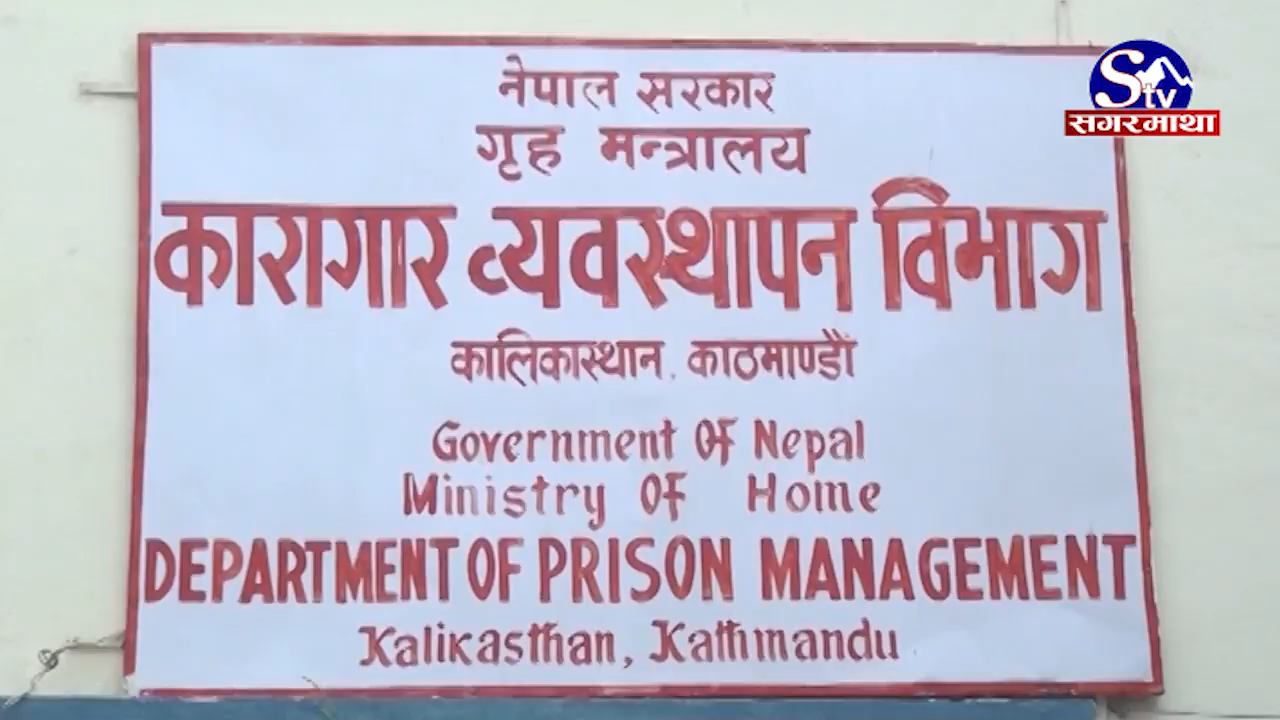 नेपाल सरकार
गृह मन्त्रालय
कारागार व्यवस्थापन विभाग
कालिकास्थान, काठमाण्डौं
Government OF Nepal
Ministry OF Home
DEPARTMENT OF PRISON MANAGEMENT
Kalikasthan, Kathmandu
Stv
सगरमाथा